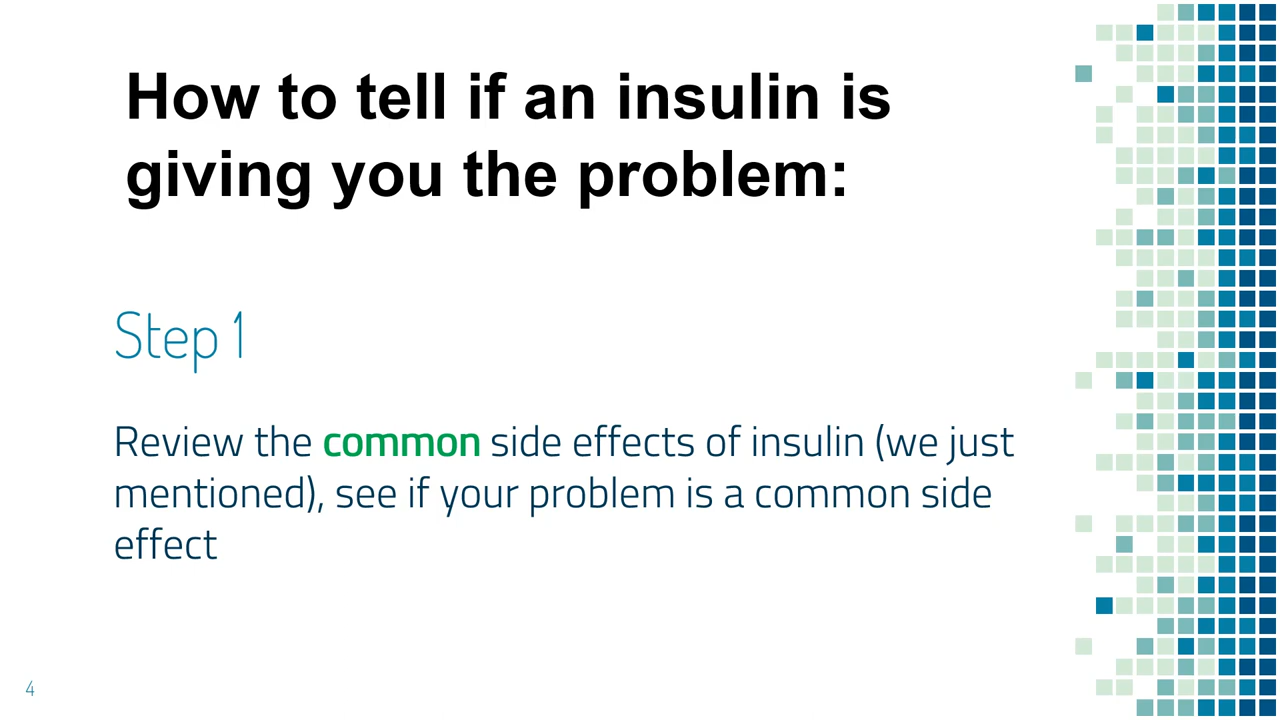 How to tell if an insulin is
giving you the problem:
Step 1
Review the common side effects of insulin (we just
mentioned), see if your problem is a common side
effect
4